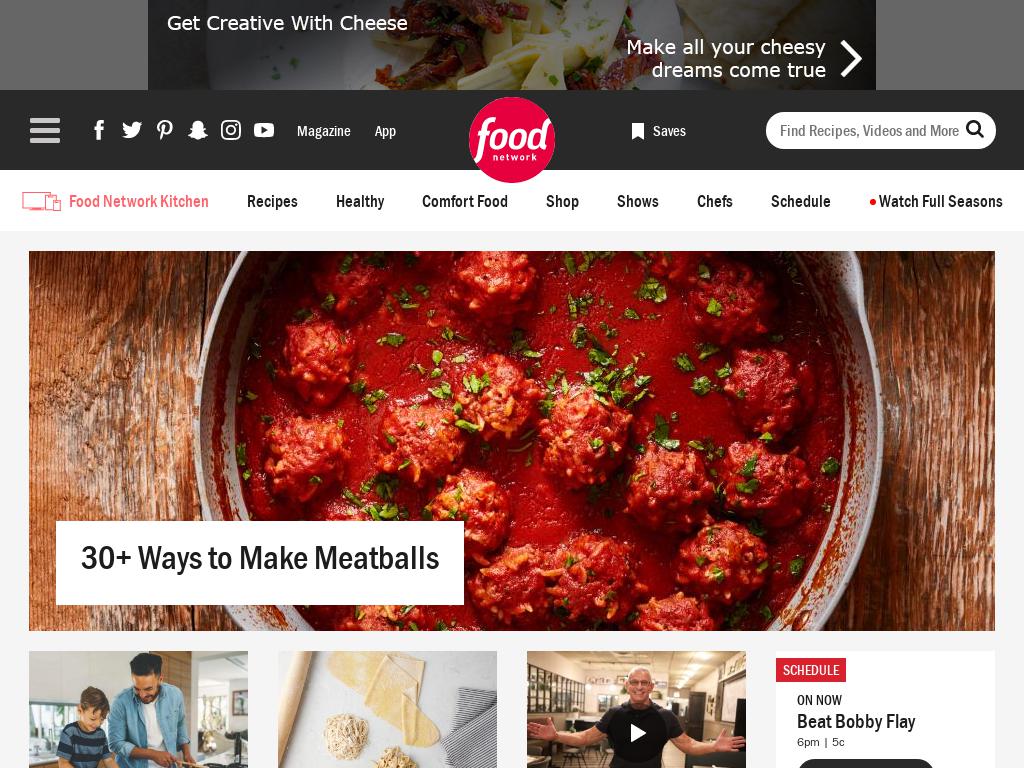 Get Creative With Cheese
Make all your cheesy
dreams come true
Magazine
App
food
network
Saves
Find Recipes, Videos and More
Food Network Kitchen
Recipes
Healthy
Comfort Food
Shop
Shows
Chefs
Schedule
Watch Full Seasons
30+ Ways to Make Meatballs
SCHEDULE
ON NOW
Beat Bobby Flay
6pm | 5c